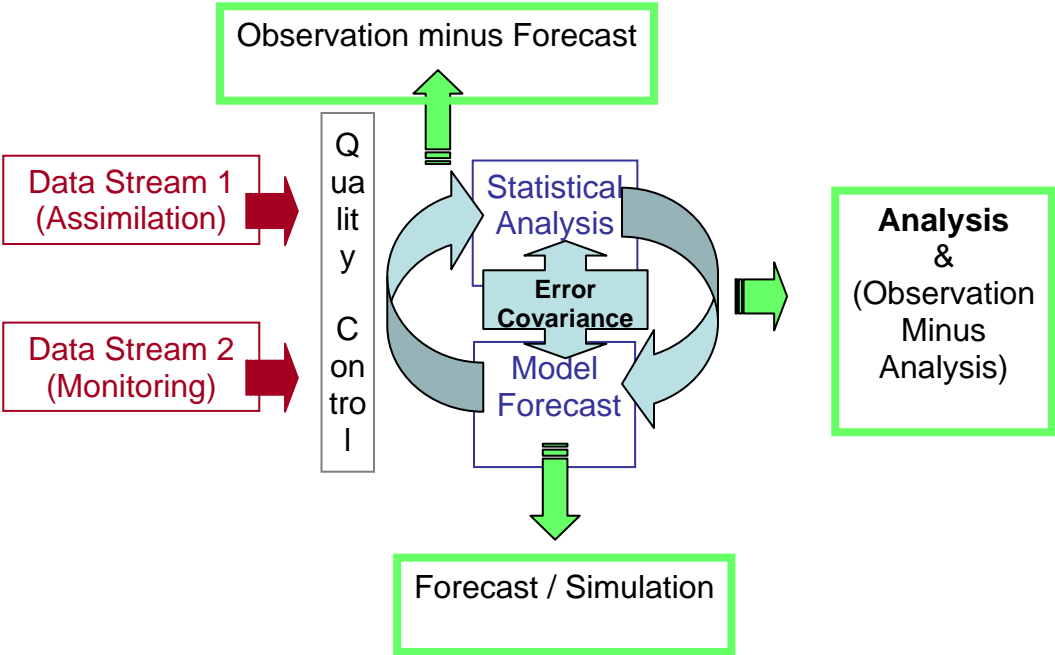 Observation minus Forecast
Data Stream 1
(Assimilation)
Data Stream 2
(Monitoring)
Q
ua
lit
y
C
on
tro
l
Statistical
Analysis
Error
Covariance
Model
Forecast
Analysis
&
(Observation
Minus
Analysis)
Forecast / Simulation